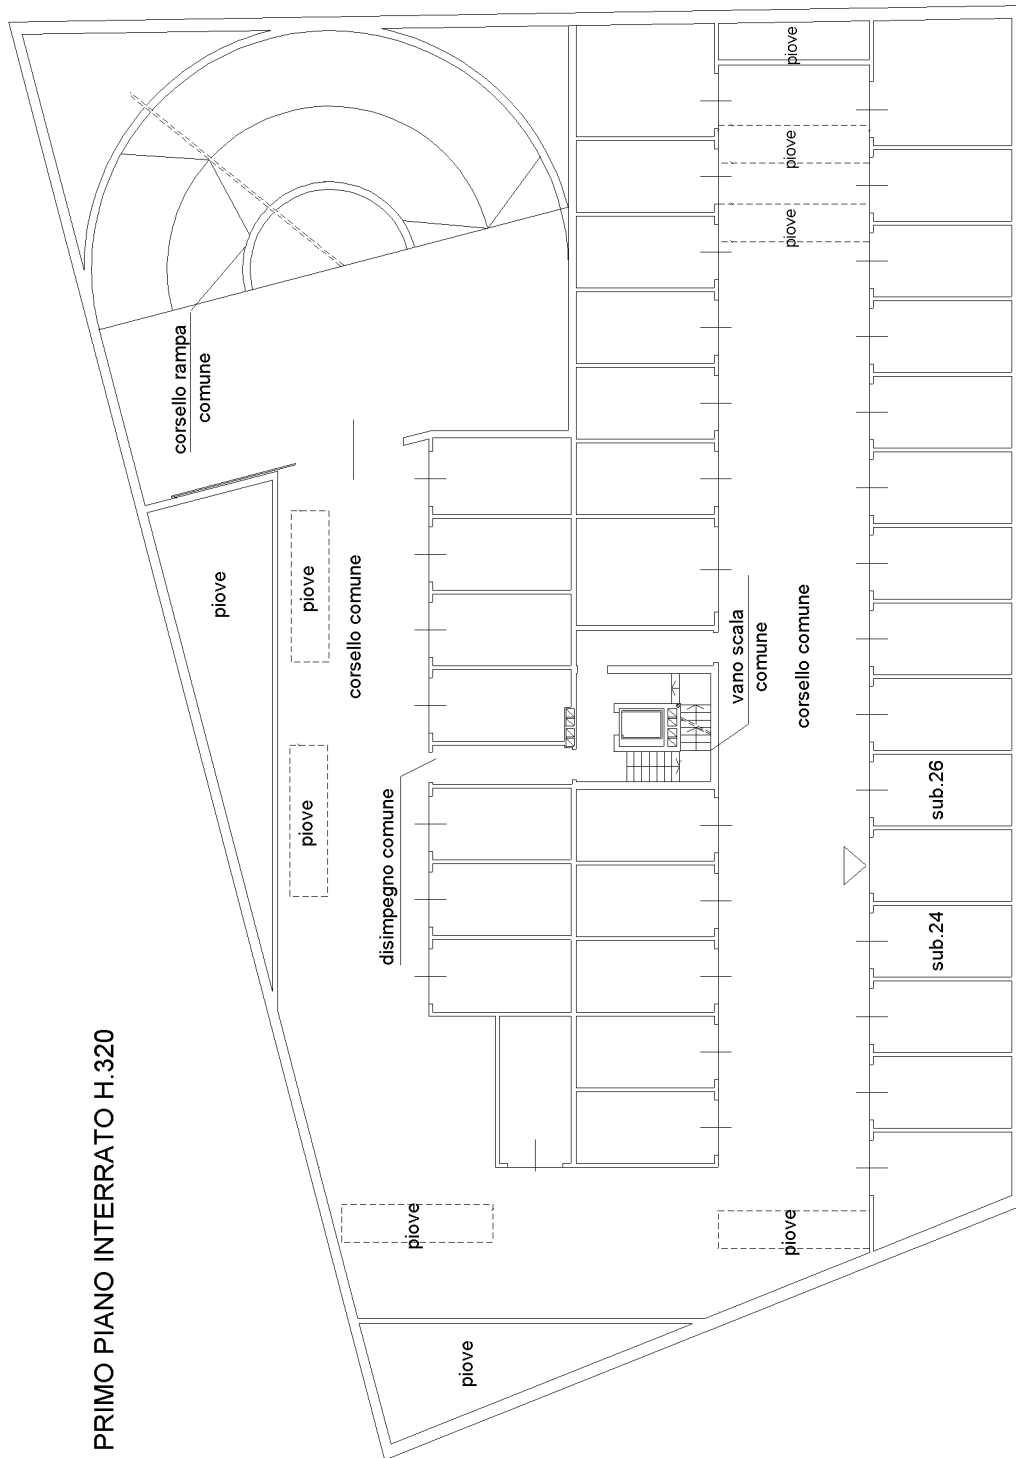 PRIMO PIANO INTERRATO H.320
piove
piove
piove
corsello rampa
comune
piove
piove
corsello comune
piove
disimpegno comune
vano scala
comune
corsello comune
sub.26
sub.24
piove
piove
piove